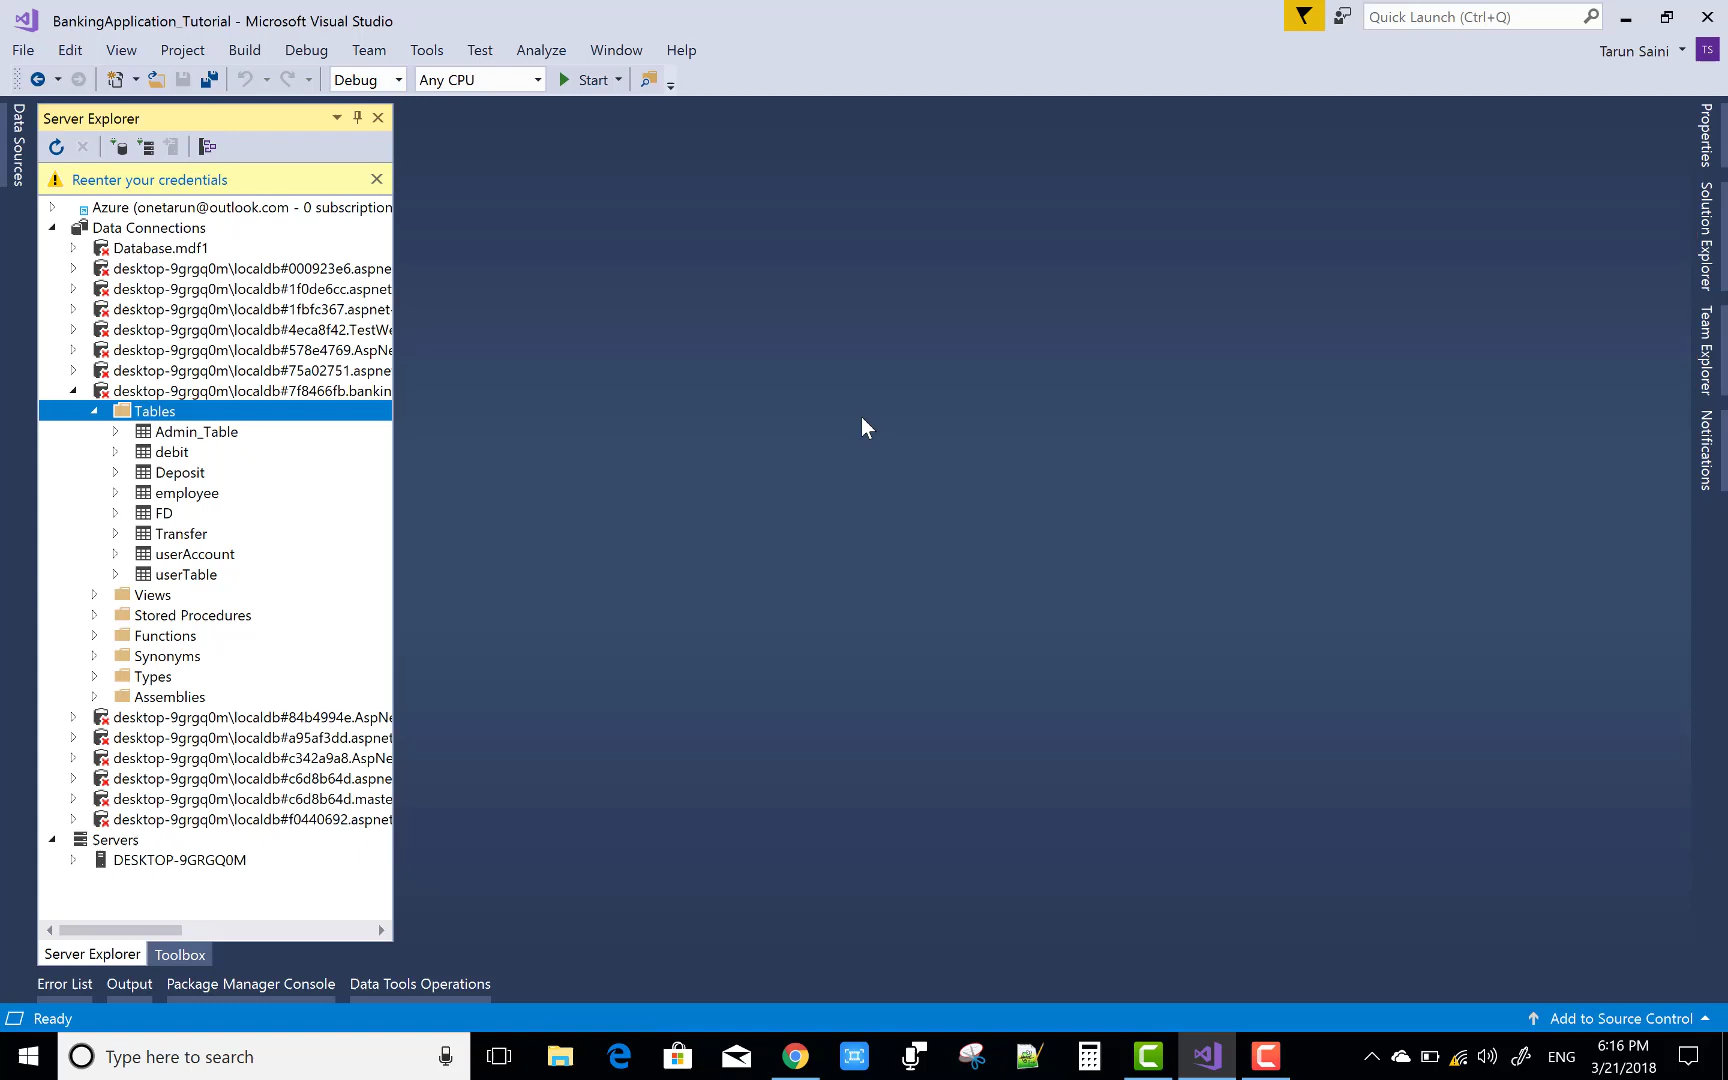 BankingApplication_Tutorial - Microsoft Visual Studio
Quick Launch (Ctrl+Q)
File Edit View Project Build Debug Team Tools Test Analyze Window Help
Tarun Saini TS
Debug Any CPU Start
Data Sources
Server Explorer
Reenter your credentials
Azure (onetarun@outlook.com - 0 subscription
Data Connections
Database.mdf1
desktop-9grgq0m\localdb#000923e6.aspne
desktop-9grgq0m\localdb#1f0de6cc.aspnet
desktop-9grgq0m\localdb#1fbfc367.aspnet-
desktop-9grgq0m\localdb#4eca8f42.TestWe
desktop-9grgq0m\localdb#578e4769.AspNe
desktop-9grgq0m\localdb#75a02751.aspnet
desktop-9grgq0m\localdb#7f8466fb.bankin
Tables
Admin_Table
debit
Deposit
employee
FD
Transfer
userAccount
userTable
Views
Stored Procedures
Functions
Synonyms
Types
Assemblies
desktop-9grgq0m\localdb#84b4994e.AspNe
desktop-9grgq0m\localdb#a95af3dd.aspnet
desktop-9grgq0m\localdb#c342a9a8.AspNe
desktop-9grgq0m\localdb#c6d8b64d.aspne
desktop-9grgq0m\localdb#c6d8b64d.maste
desktop-9grgq0m\localdb#f0440692.aspnet
Servers
DESKTOP-9GRGQ0M
Server Explorer Toolbox
Properties
Solution Explorer
Team Explorer
Notifications
Error List Output Package Manager Console Data Tools Operations
Ready
Add to Source Control
Type here to search
ENG
6:16 PM
3/21/2018